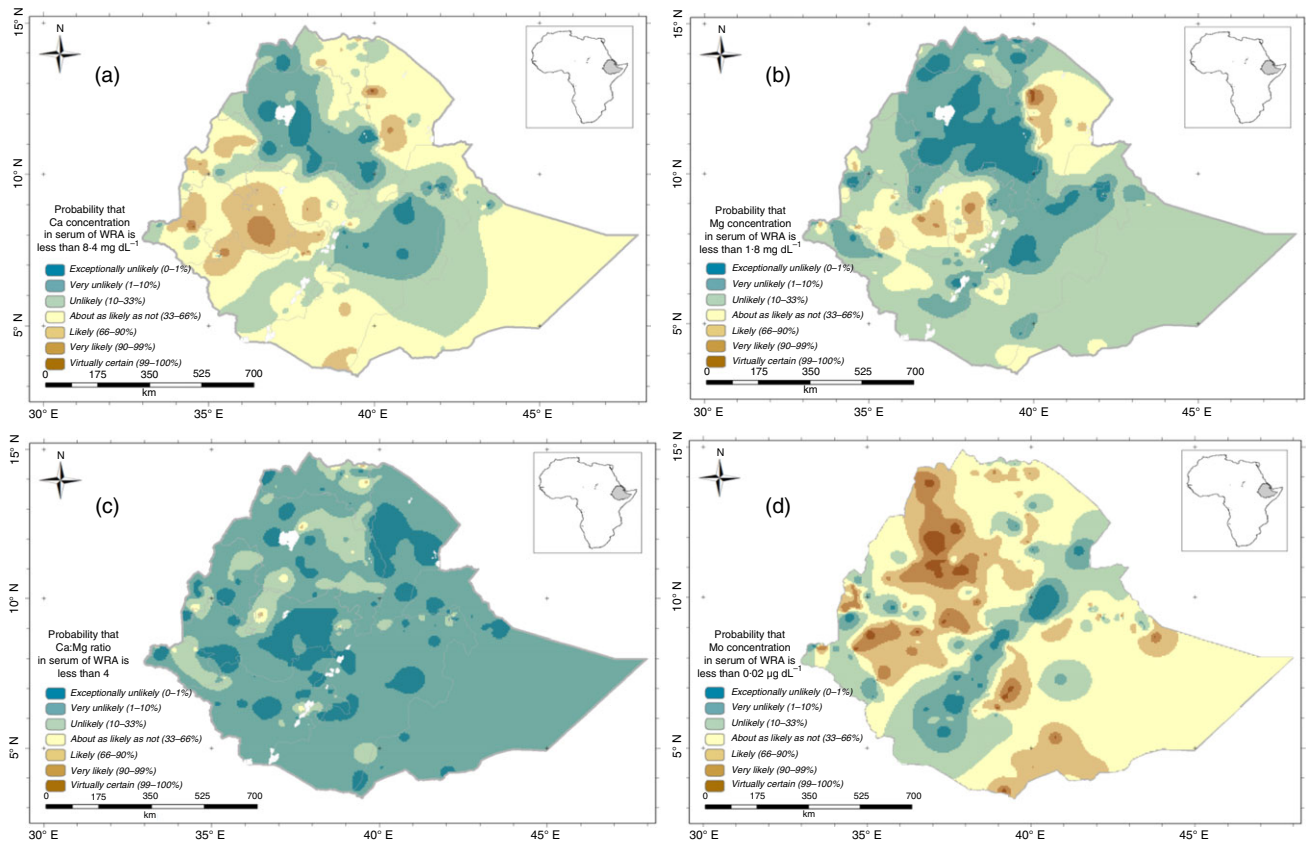 15° N
10° N
5° N
N
(a)
Probability that
Ca concentration
in serum of WRA is
less than 8·4 mg dL⁻¹
Exceptionally unlikely (0–1%)
Very unlikely (1–10%)
Unlikely (10–33%)
About as likely as not (33–66%)
Likely (66–90%)
Very likely (90–99%)
Virtually certain (99–100%)
0 175 350 525 700
km
30° E 35° E 40° E 45° E
15° N
10° N
5° N
N
(b)
Probability that
Mg concentration
in serum of WRA is
less than 1·8 mg dL⁻¹
Exceptionally unlikely (0–1%)
Very unlikely (1–10%)
Unlikely (10–33%)
About as likely as not (33–66%)
Likely (66–90%)
Very likely (90–99%)
Virtually certain (99–100%)
0 175 350 525 700
km
30° E 35° E 40° E 45° E
15° N
10° N
5° N
N
(c)
Probability that
Ca:Mg ratio
in serum of WRA is
less than 4
Exceptionally unlikely (0–1%)
Very unlikely (1–10%)
Unlikely (10–33%)
About as likely as not (33–66%)
Likely (66–90%)
Very likely (90–99%)
Virtually certain (99–100%)
0 175 350 525 700
km
30° E 35° E 40° E 45° E
15° N
10° N
5° N
N
(d)
Probability that
Mo concentration
in serum of WRA is
less than 0·02 µg dL⁻¹
Exceptionally unlikely (0–1%)
Very unlikely (1–10%)
Unlikely (10–33%)
About as likely as not (33–66%)
Likely (66–90%)
Very likely (90–99%)
Virtually certain (99–100%)
0 175 350 525 700
km
30° E 35° E 40° E 45° E